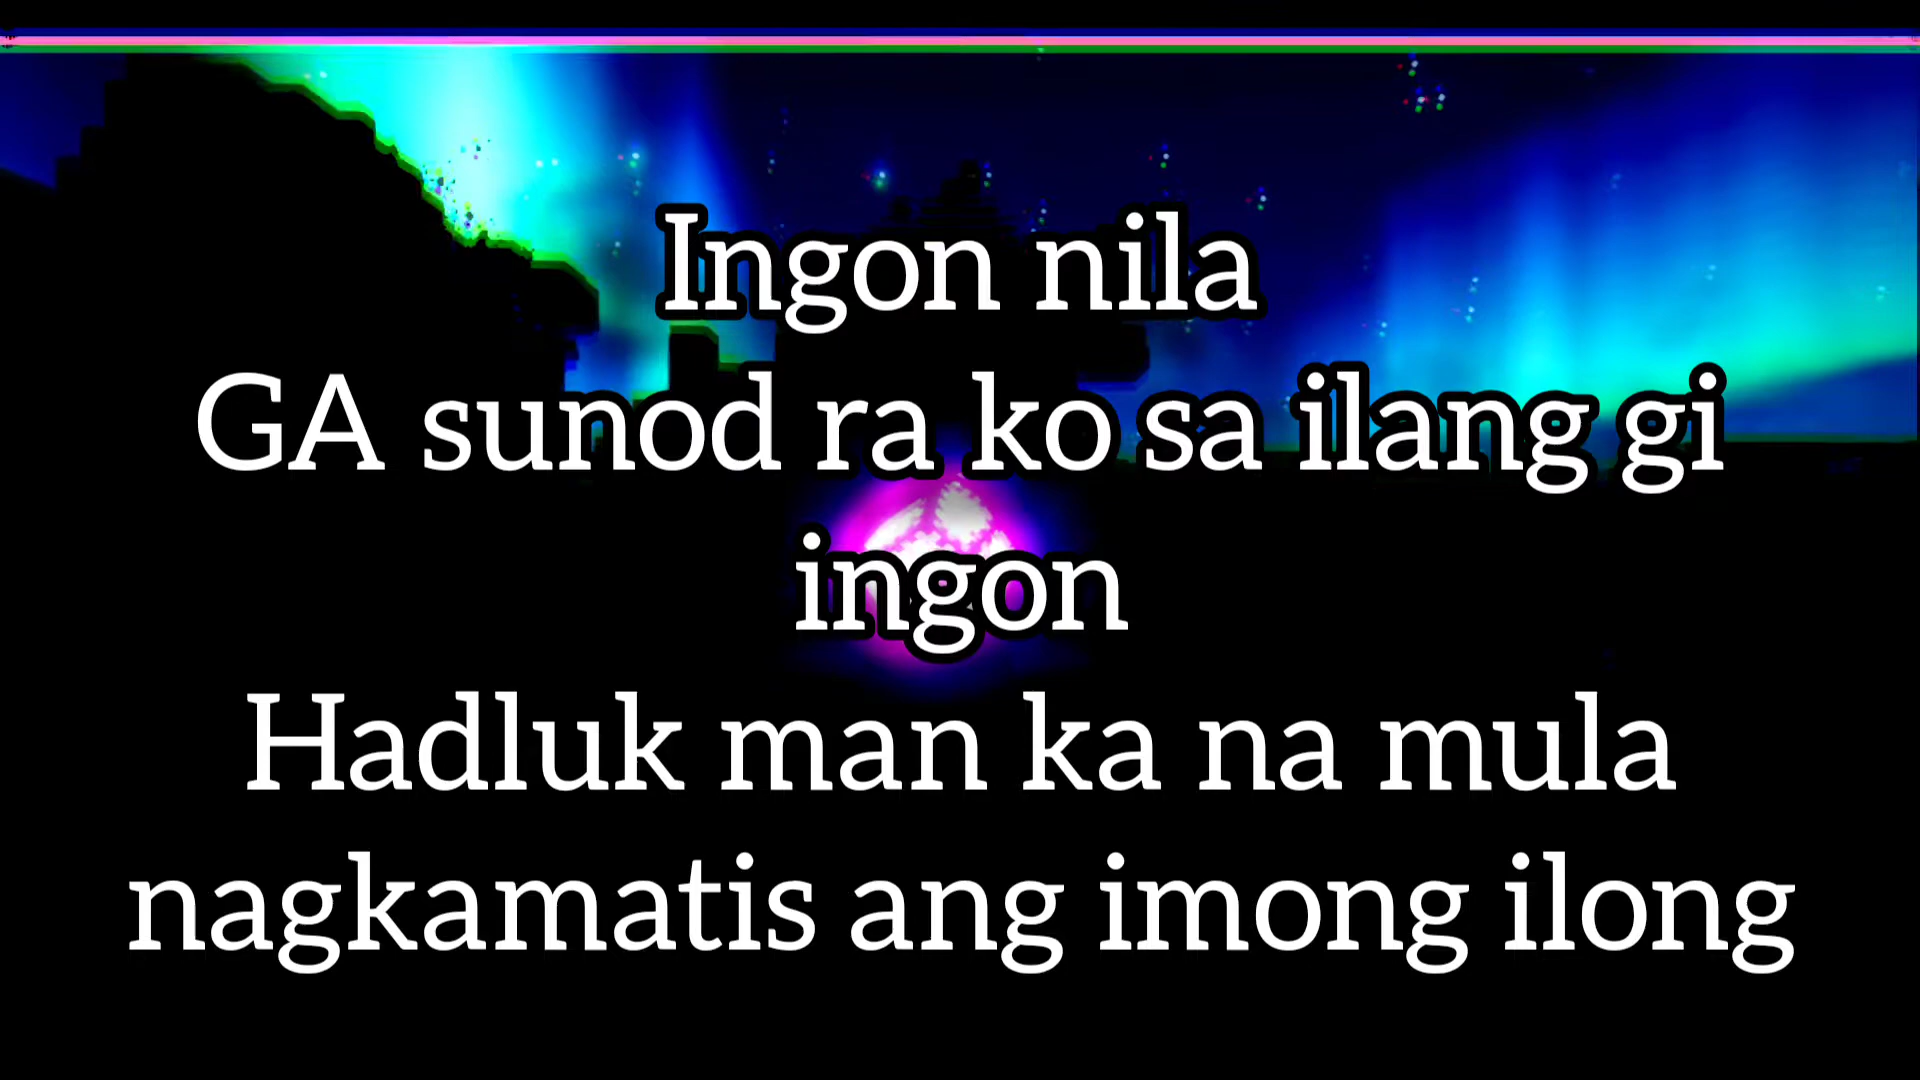 Ingon nila
GA sunod ra ko sa ilang gi
ingon
Hadluk man ka na mula
nagkamatis ang imong ilong